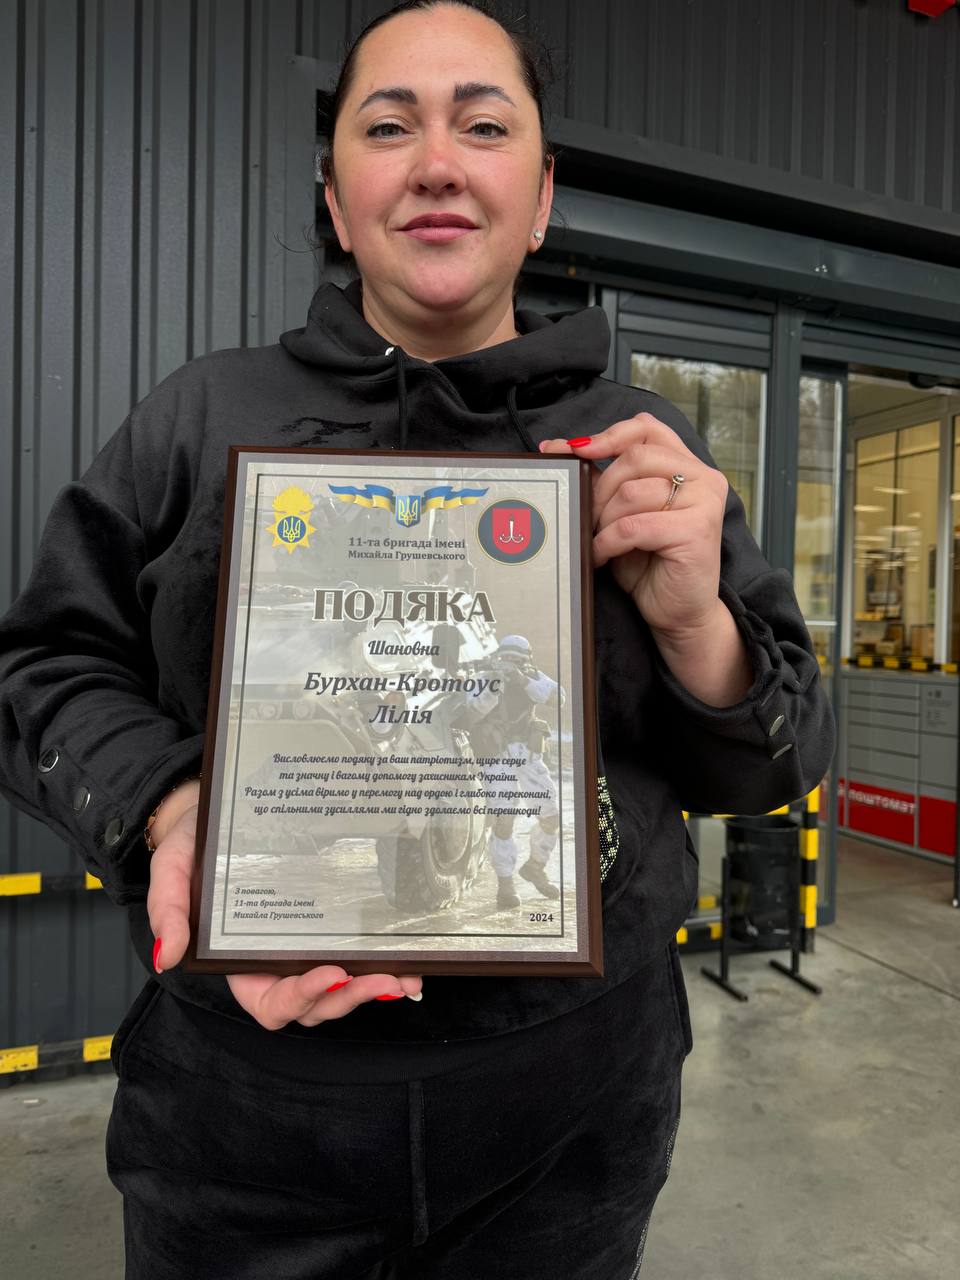 11-та бригада імені
Михайла Грушевського
ПОДЯКА
Шановна
Бурхан-Кротоус
Лілія
Висловлюємо подяку за ваш патріотизм, щире серце
та значну і вагому допомогу захисникам України.
Разом з усіма віримо у перемогу над ордою і глибоко переконані,
що спільними зусиллями ми гідно здолаємо всі перешкоди!
З повагою,
11-та бригада імені
Михайла Грушевського
2024
поштомат